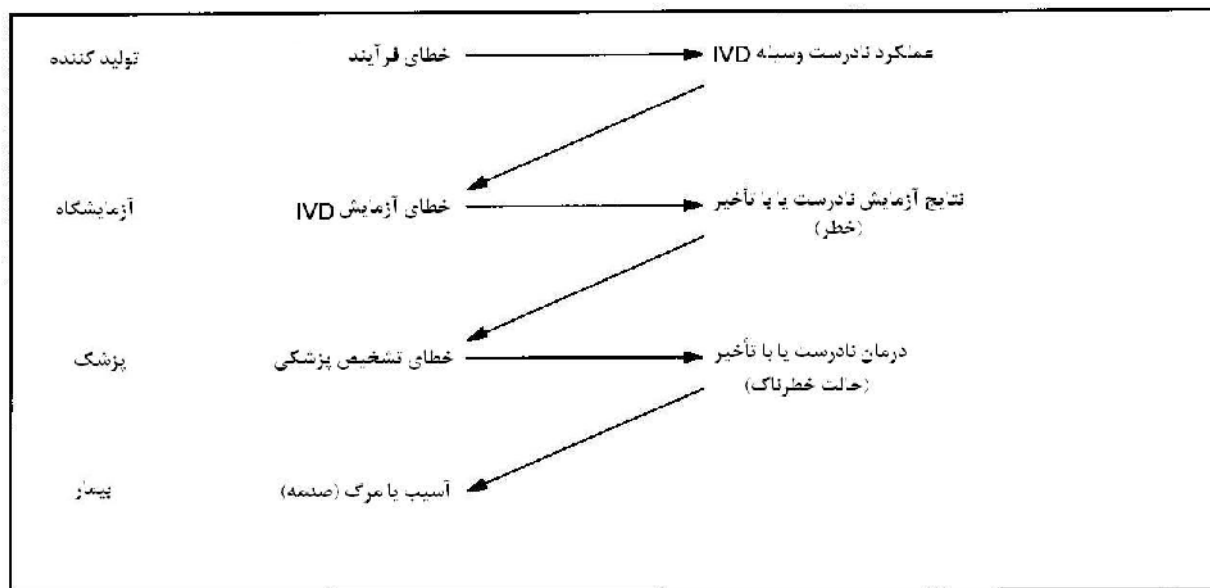 تولید کننده
خطای فرآیند
عملکرد نادرست وسیله IVD
آزمایشگاه
خطای آزمایش IVD
نتایج آزمایش نادرست یا با تأخیر
(خطر)
پزشک
خطای تشخیص پزشکی
درمان نادرست یا با تأخیر
(حالت خطرناک)
بیمار
آسیب یا مرگ (صدمه)